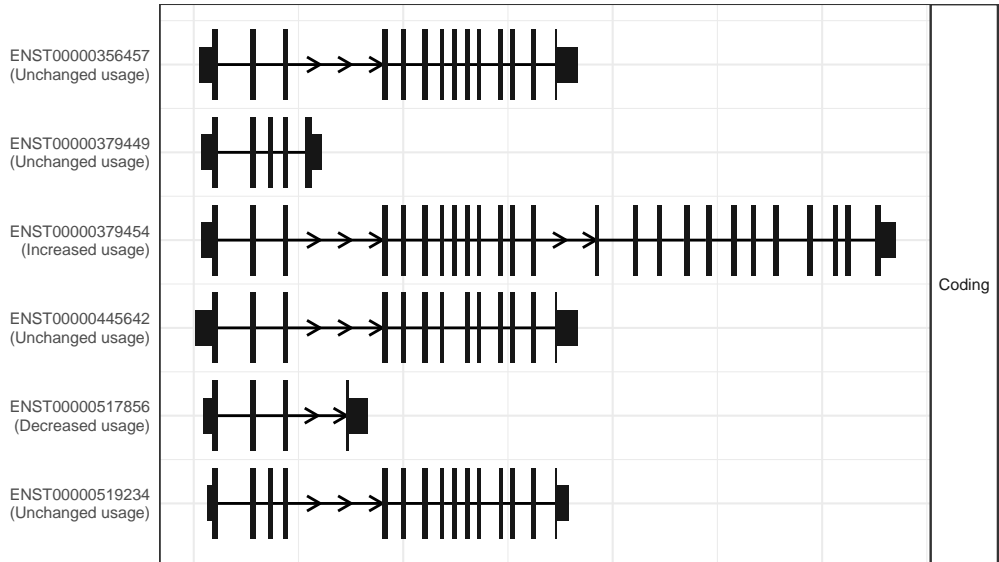 ENST00000356457
(Unchanged usage)
ENST00000379449
(Unchanged usage)
ENST00000379454
(Increased usage)
ENST00000445642
(Unchanged usage)
ENST00000517856
(Decreased usage)
ENST00000519234
(Unchanged usage)
Coding